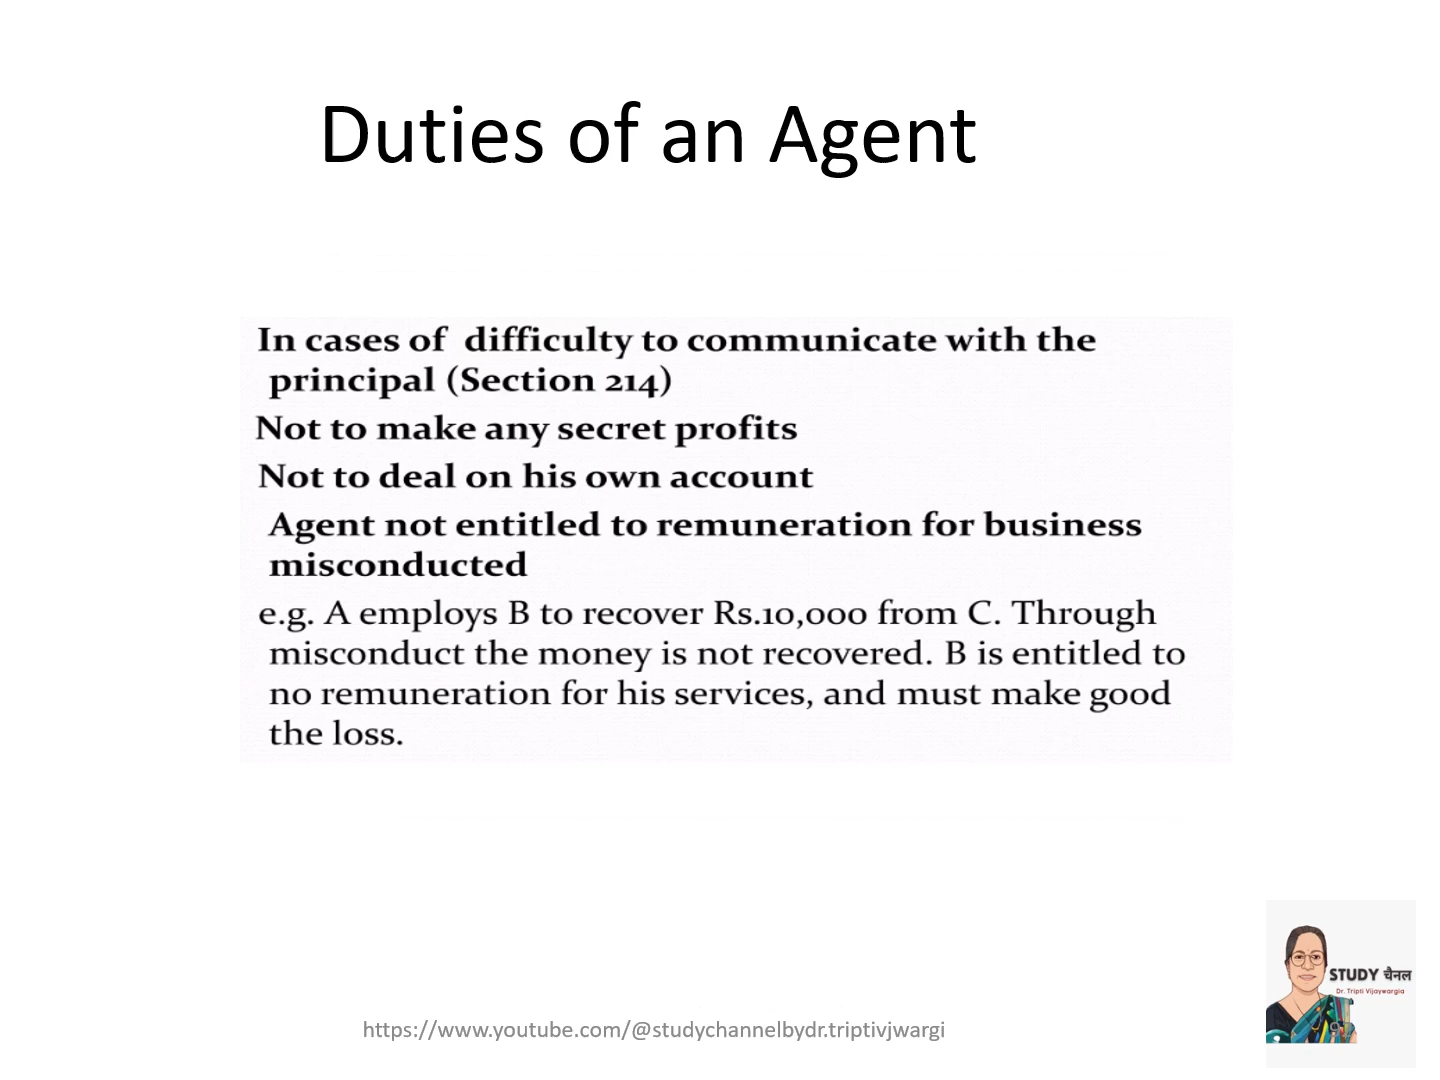 Duties of an Agent
In cases of difficulty to communicate with the
principal (Section 214)
Not to make any secret profits
Not to deal on his own account
Agent not entitled to remuneration for business
misconducted
e.g. A employs B to recover Rs.10,000 from C. Through
misconduct the money is not recovered. B is entitled to
no remuneration for his services, and must make good
the loss.
STUDY चैनल
Dr. Tripti Vijaywargia
https://www.youtube.com/@studychannelbydr.triptivjwargi